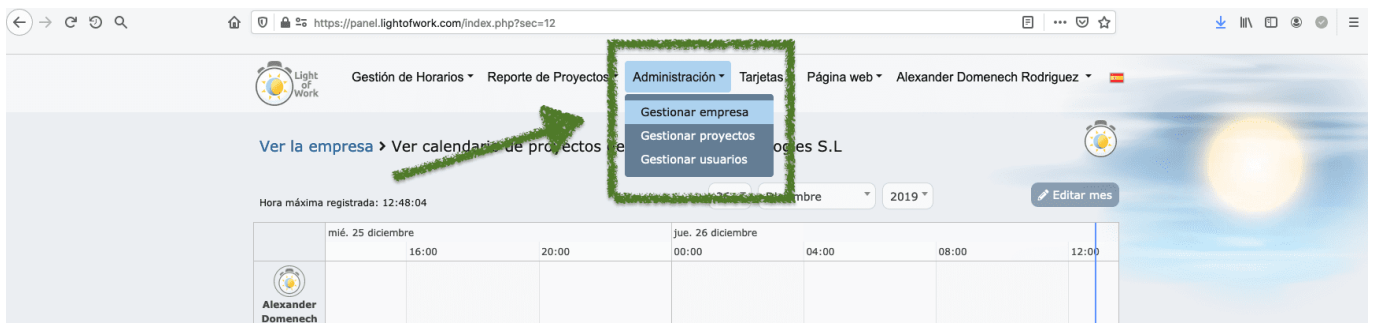 https://panel.lightofwork.com/index.php?sec=12
Light of Work
Gestión de Horarios Reporte de Proyectos Administración Tarjetas Página web Alexander Domenech Rodriguez
Gestionar empresa
Gestionar proyectos
Gestionar usuarios
Ver la empresa > Ver calendario de proyectos de S.L
Hora máxima registrada: 12:48:04
26 2019 Editar mes
mié. 25 diciembre jue. 26 diciembre
16:00 20:00 00:00 04:00 08:00 12:00
Alexander
Domenech